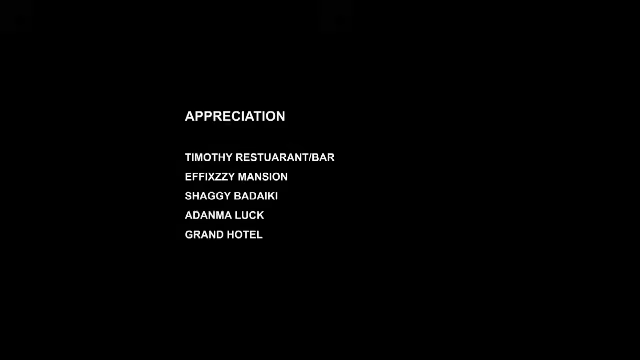 APPRECIATION
TIMOTHY RESTUARANT/BAR
EFFIXZZY MANSION
SHAGGY BADAIKI
ADANMA LUCK
GRAND HOTEL